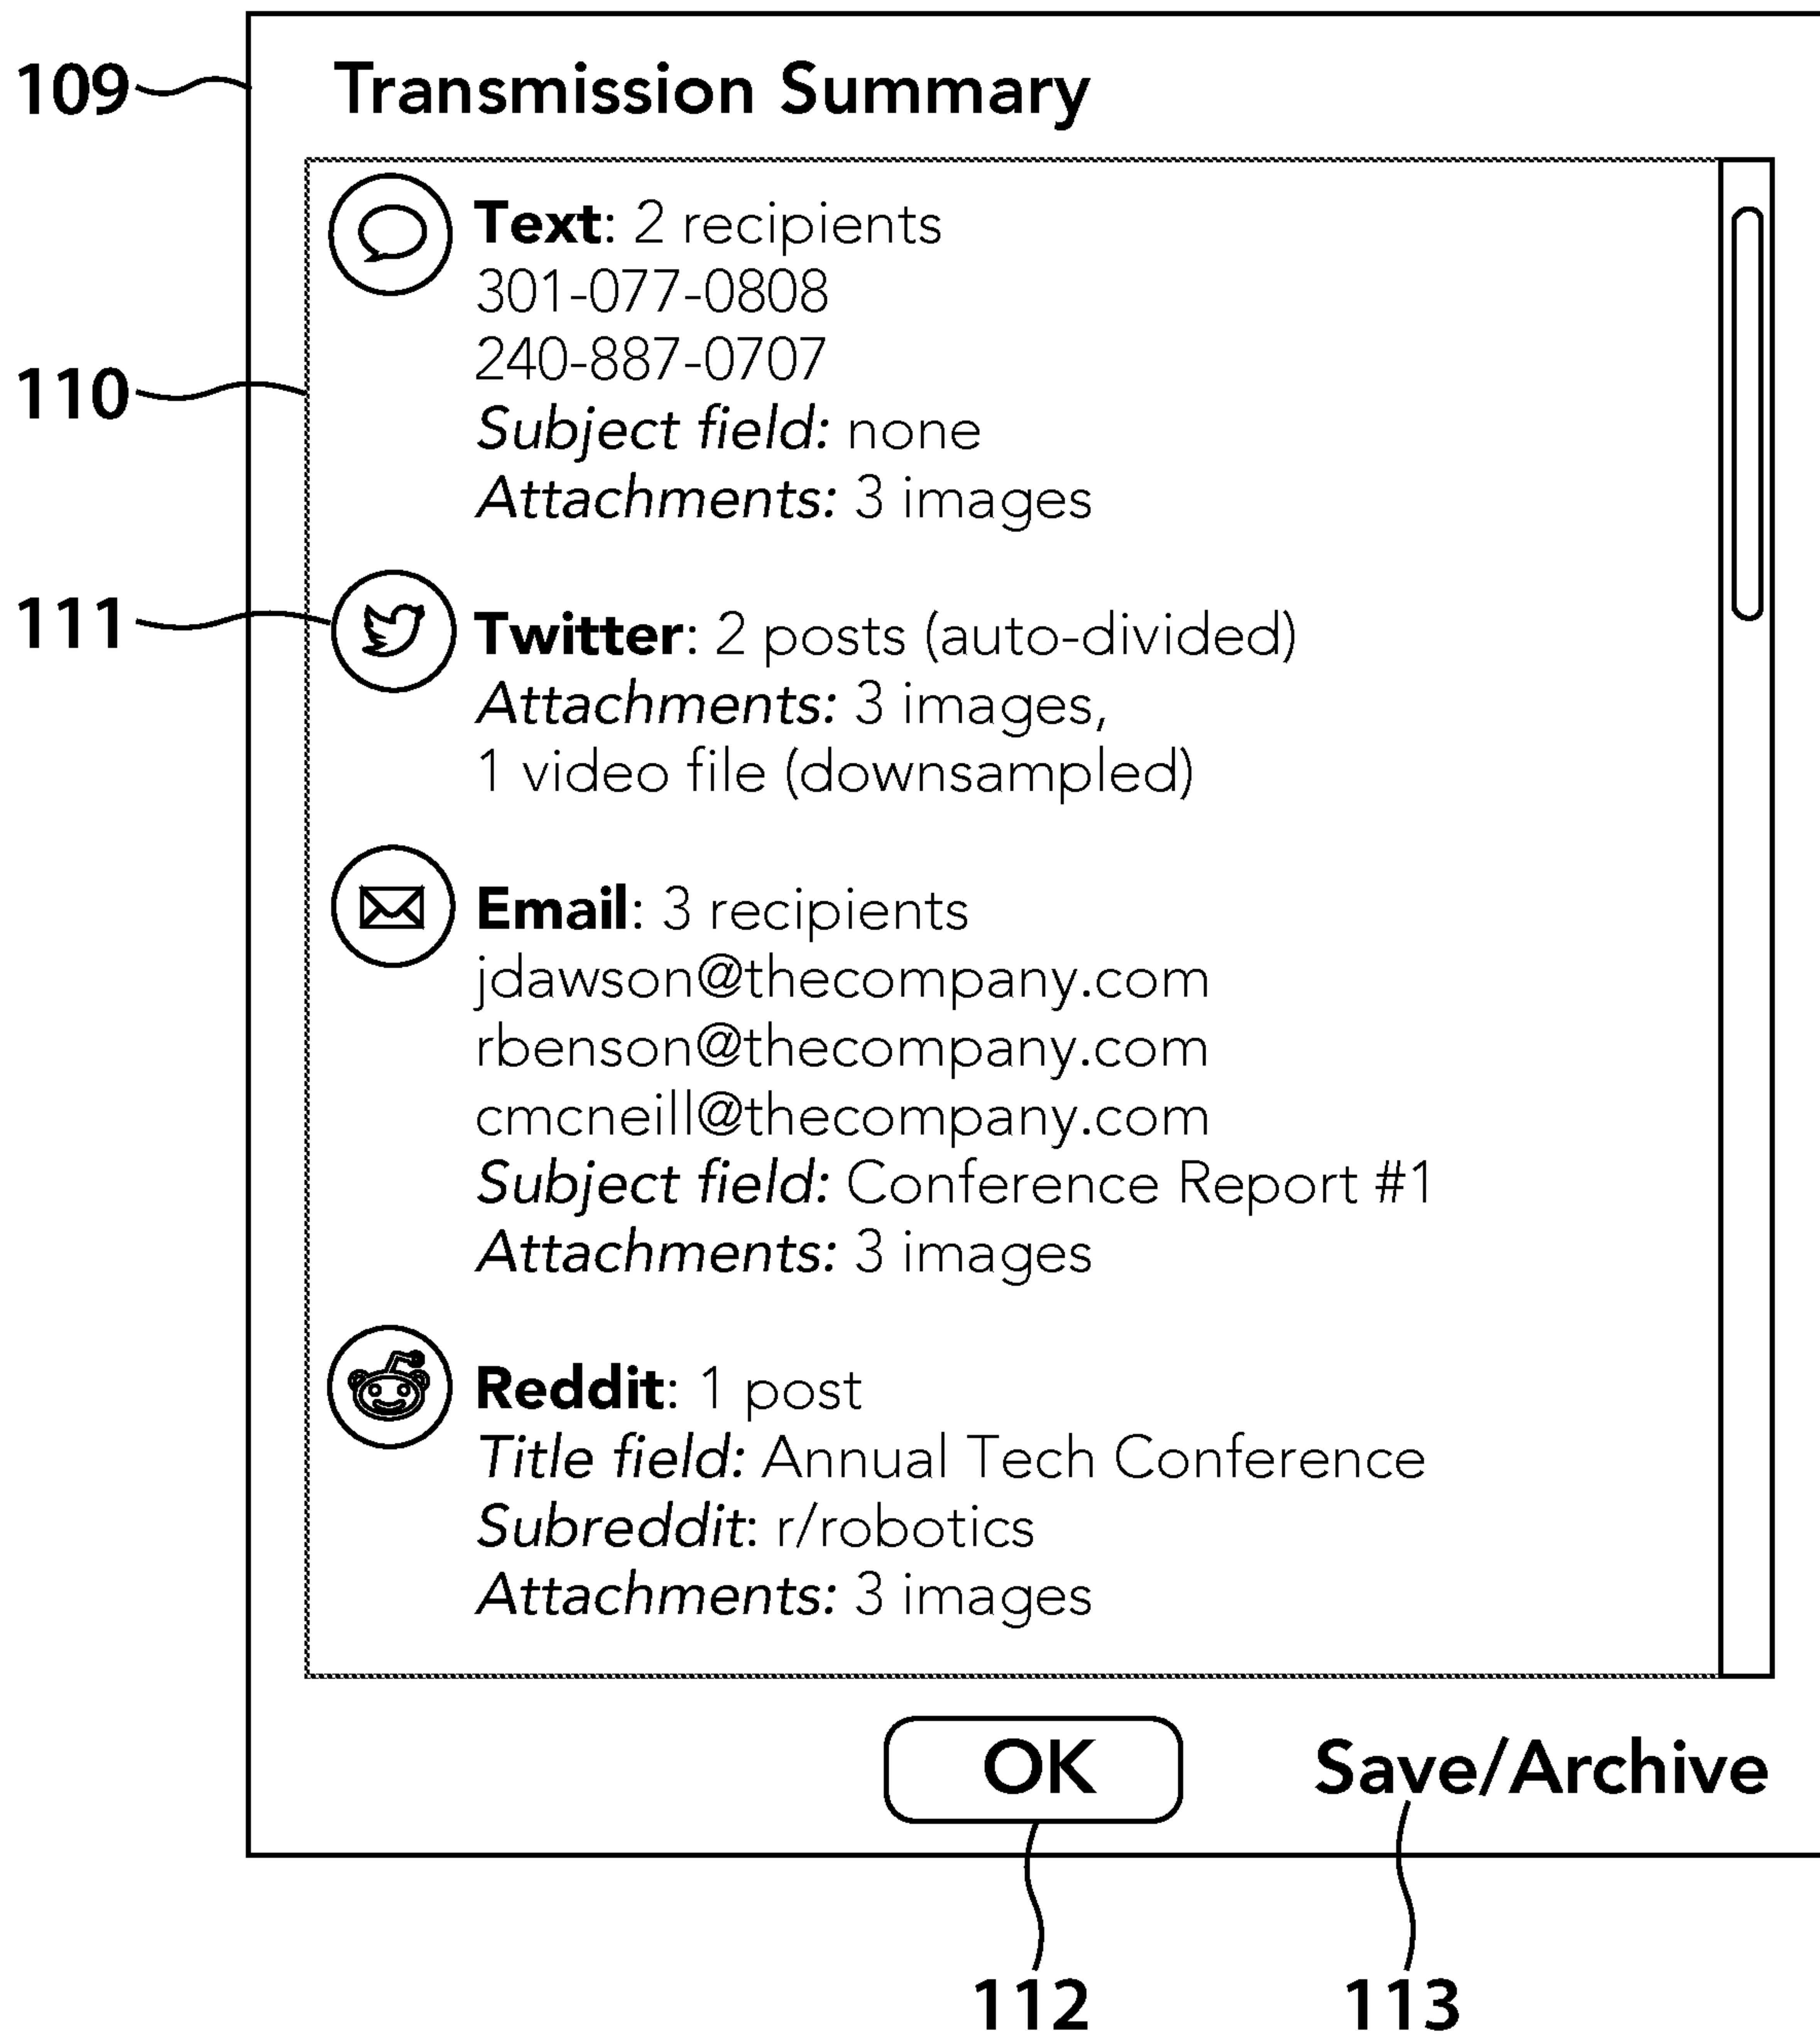 109
Transmission Summary
110
Text: 2 recipients
301-077-0808
240-887-0707
Subject field: none
Attachments: 3 images
111
Twitter: 2 posts (auto-divided)
Attachments: 3 images,
1 video file (downsampled)
Email: 3 recipients
jdawson@thecompany.com
rbenson@thecompany.com
cmcneill@thecompany.com
Subject field: Conference Report #1
Attachments: 3 images
Reddit: 1 post
Title field: Annual Tech Conference
Subreddit: r/robotics
Attachments: 3 images
OK
Save/Archive
112
113